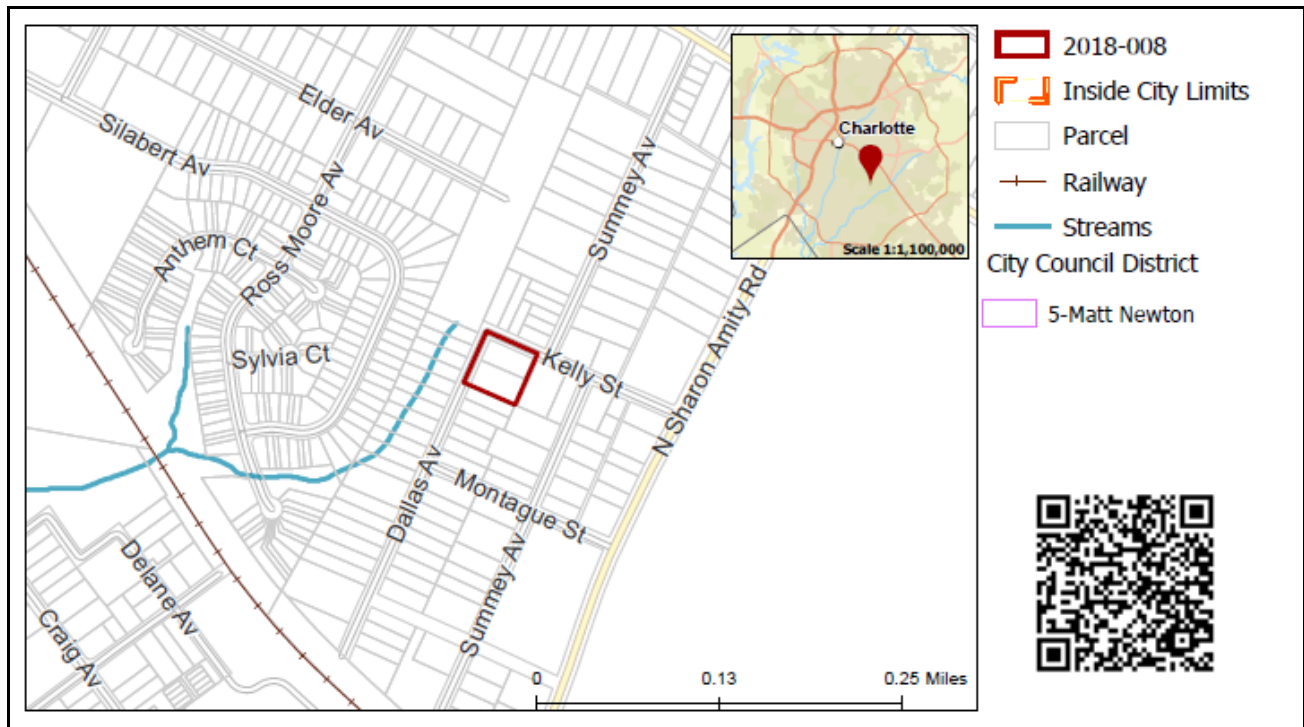 Elder Av
Silabert Av
Ross Moore Av
Summey Av
Anthem Ct
Sylvia Ct
Kelly St
N Sharon Amity Rd
Dallas Av
Montague St
Summey Av
Delane Av
Craig Av
0 0.13 0.25 Miles
Charlotte
Scale 1:1,100,000
2018-008
Inside City Limits
Parcel
Railway
Streams
City Council District
5-Matt Newton